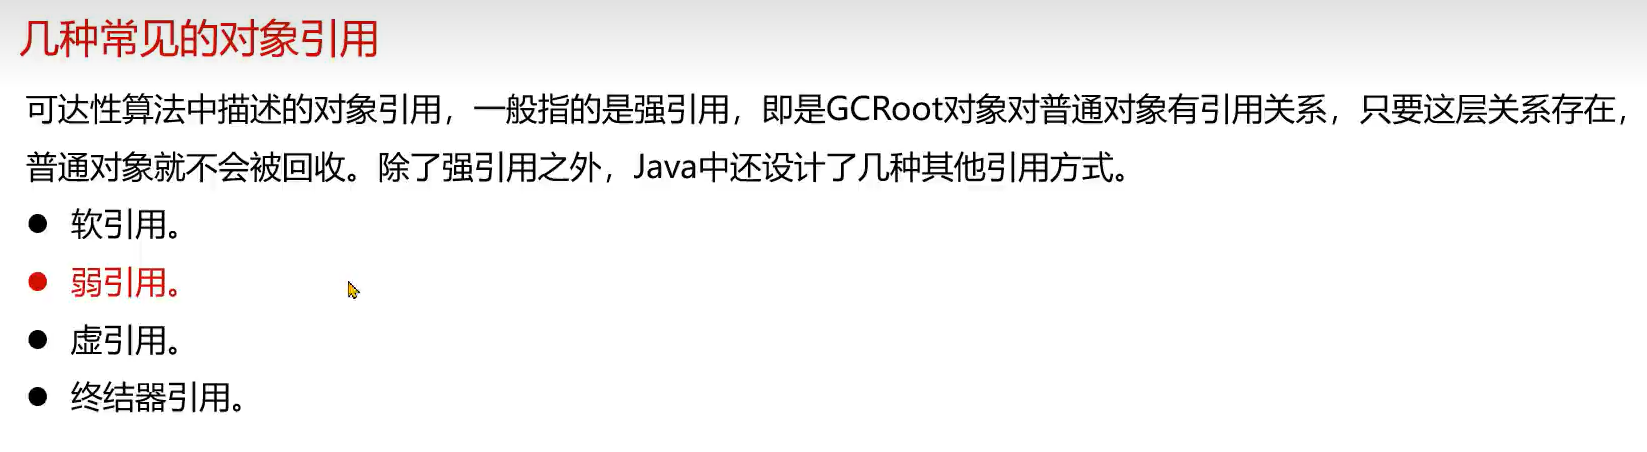 几种常见的对象引用
可达性算法中描述的对象引用，一般指的是强引用，即是GCRoot对象对普通对象有引用关系，只要这层关系存在，
普通对象就不会被回收。除了强引用之外，Java中还设计了几种其他引用方式。
● 软引用。
● 弱引用。
● 虚引用。
● 终结器引用。